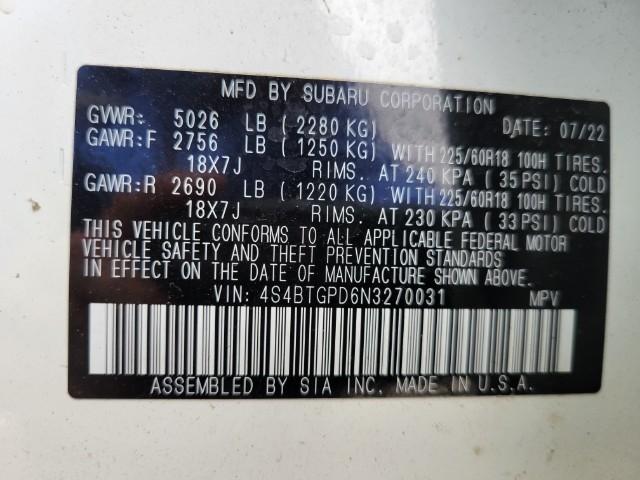 MFD BY SUBARU CORPORATION
GVWR: 5026 LB (2280 KG) DATE: 07/22
GAWR:F 2756 LB (1250 KG) WITH 225/60R18 100H TIRES.
18X7J RIMS. AT 240 KPA (35 PSI) COLD
GAWR:R 2690 LB (1220 KG) WITH 225/60R18 100H TIRES.
18X7J RIMS. AT 230 KPA (33 PSI) COLD
THIS VEHICLE CONFORMS TO ALL APPLICABLE FEDERAL MOTOR
VEHICLE SAFETY AND THEFT PREVENTION STANDARDS
IN EFFECT ON THE DATE OF MANUFACTURE SHOWN ABOVE.
VIN: 4S4BTGPD6N3270031 MPV
ASSEMBLED BY SIA INC. MADE IN U.S.A.